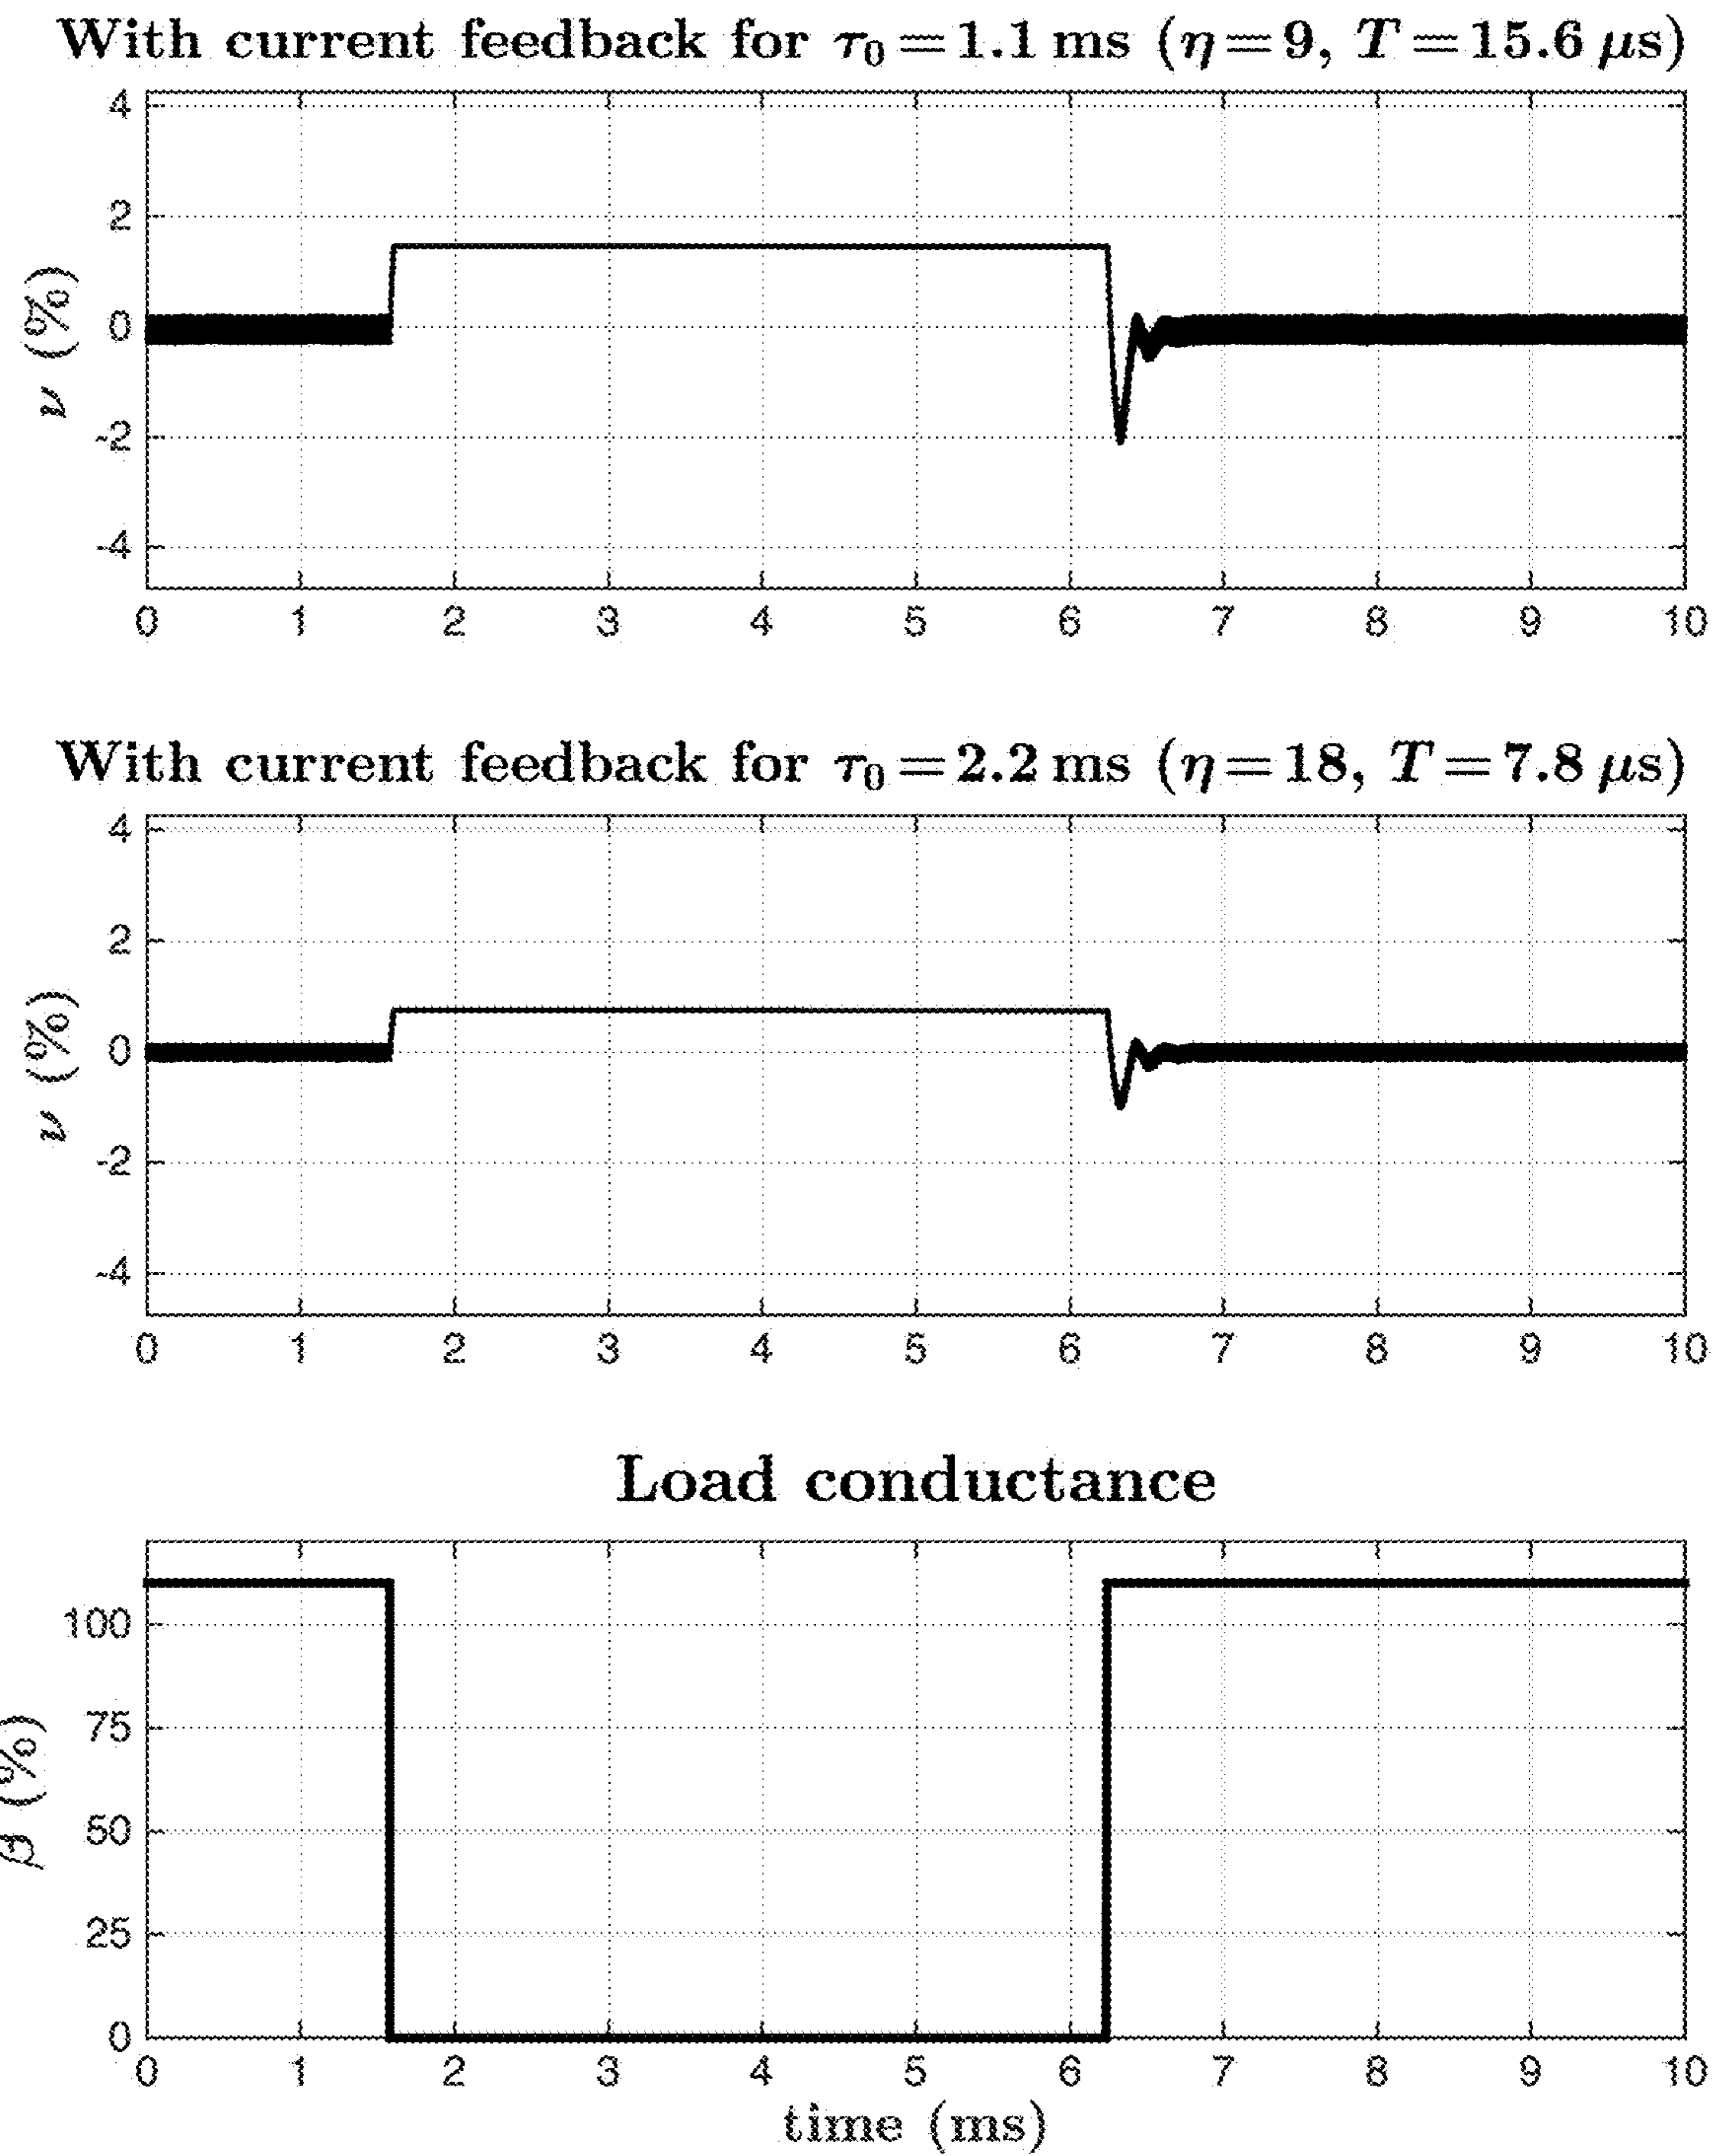 With current feedback for τ₀=1.1 ms (η=9, T=15.6 μs)
4
2
0
-2
-4
ν (%)
0 1 2 3 4 5 6 7 8 9 10
With current feedback for τ₀=2.2 ms (η=18, T=7.8 μs)
4
2
0
-2
-4
ν (%)
0 1 2 3 4 5 6 7 8 9 10
Load conductance
100
75
50
25
0
β (%)
0 1 2 3 4 5 6 7 8 9 10
time (ms)